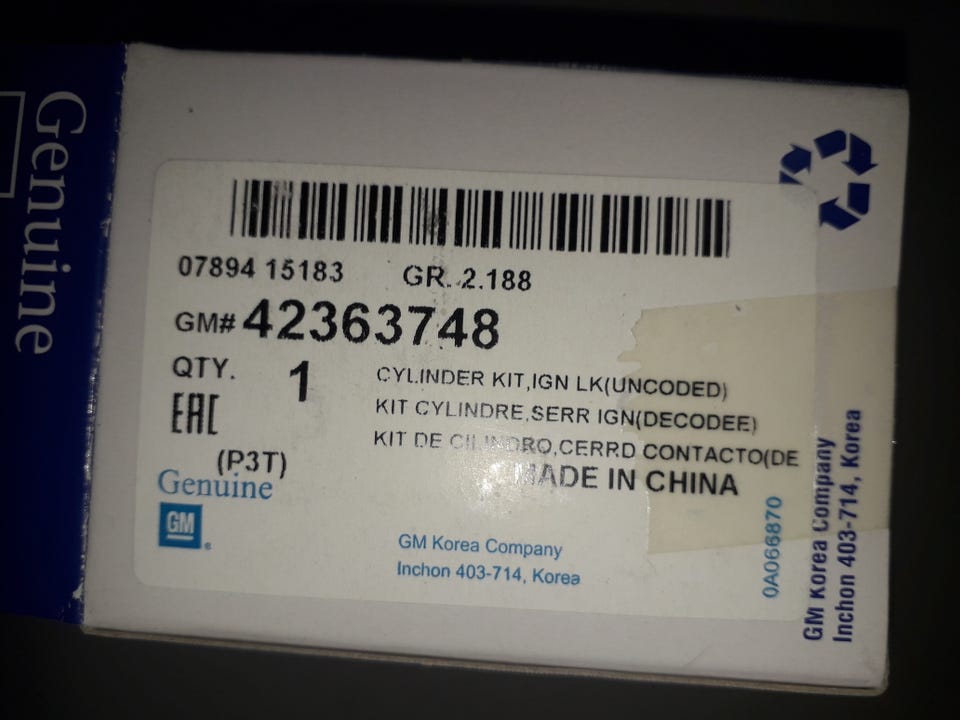 Genuine
07894 15183 GR. 2.188
GM# 42363748
QTY. 1
CYLINDER KIT,IGN LK(UNCODED)
KIT CYLINDRE,SERR IGN(DECODEE)
KIT DE CILINDRO,CERRD CONTACTO(DE
EAC
(P3T)
MADE IN CHINA
Genuine
GM
GM Korea Company
Inchon 403-714, Korea
0A066870
GM Korea Company
Inchon 403-714, Korea